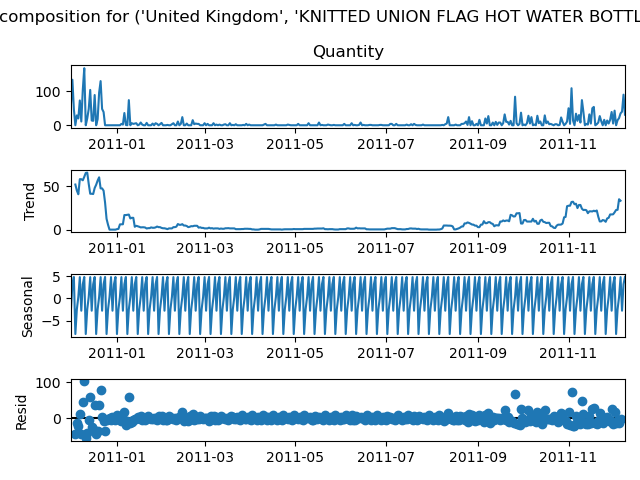 composition for ('United Kingdom', 'KNITTED UNION FLAG HOT WATER BOTTL
Quantity
100
0
2011-01 2011-03 2011-05 2011-07 2011-09 2011-11
Trend
50
0
2011-01 2011-03 2011-05 2011-07 2011-09 2011-11
Seasonal
5
0
−5
2011-01 2011-03 2011-05 2011-07 2011-09 2011-11
Resid
100
0
2011-01 2011-03 2011-05 2011-07 2011-09 2011-11